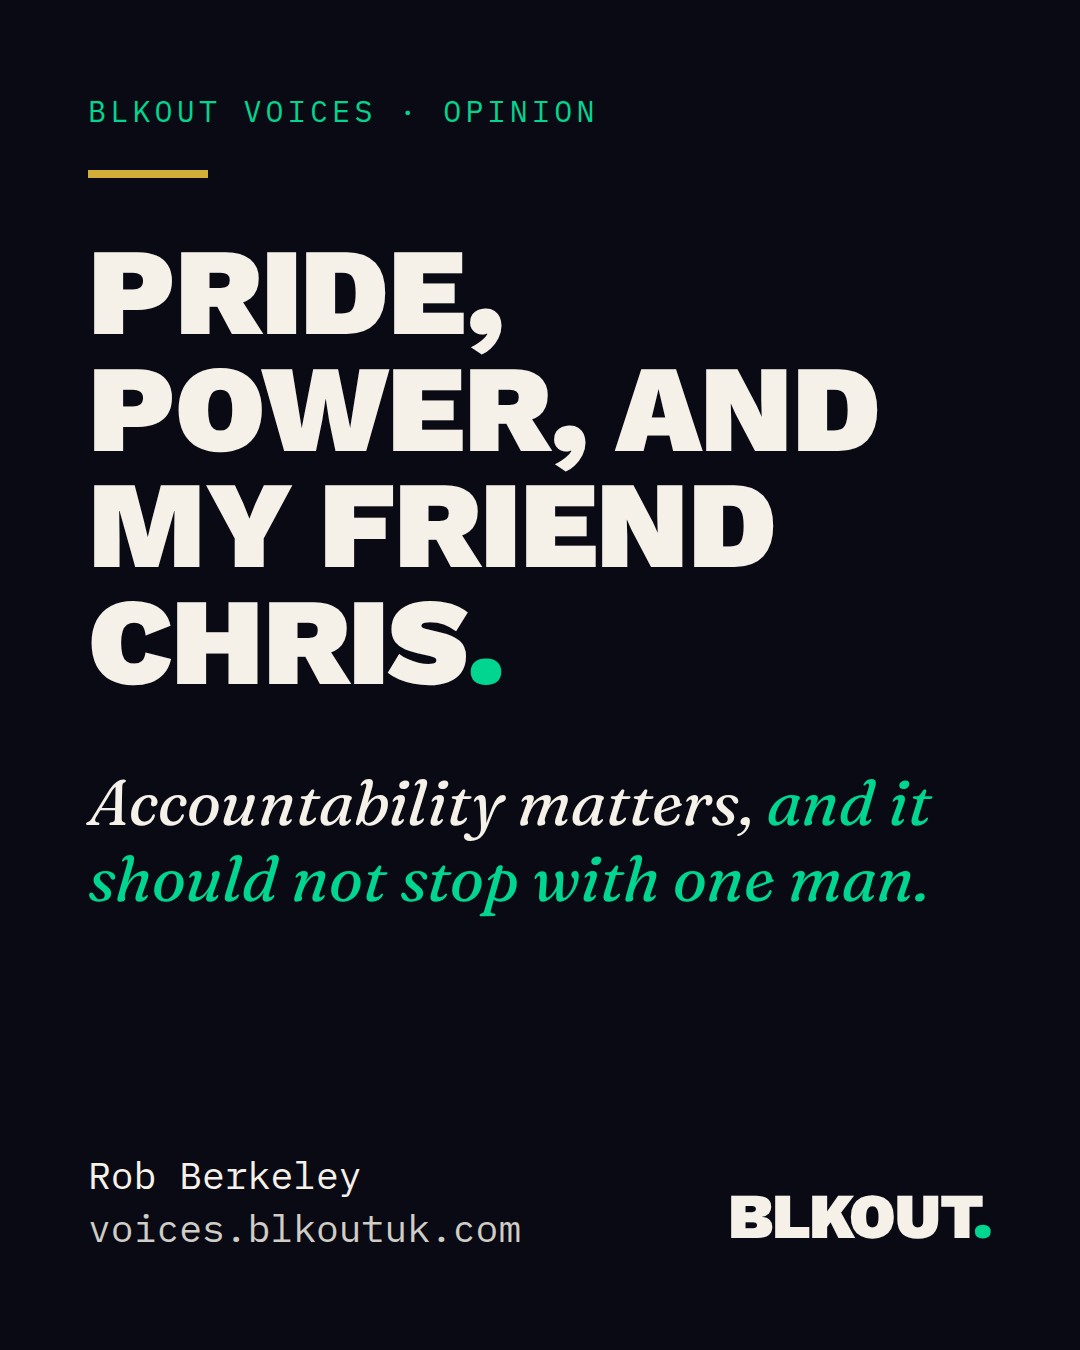 BLKOUT VOICES · OPINION
PRIDE,
POWER, AND
MY FRIEND
CHRIS.
Accountability matters, and it
should not stop with one man.
Rob Berkeley
voices.blkoutuk.com
BLKOUT.